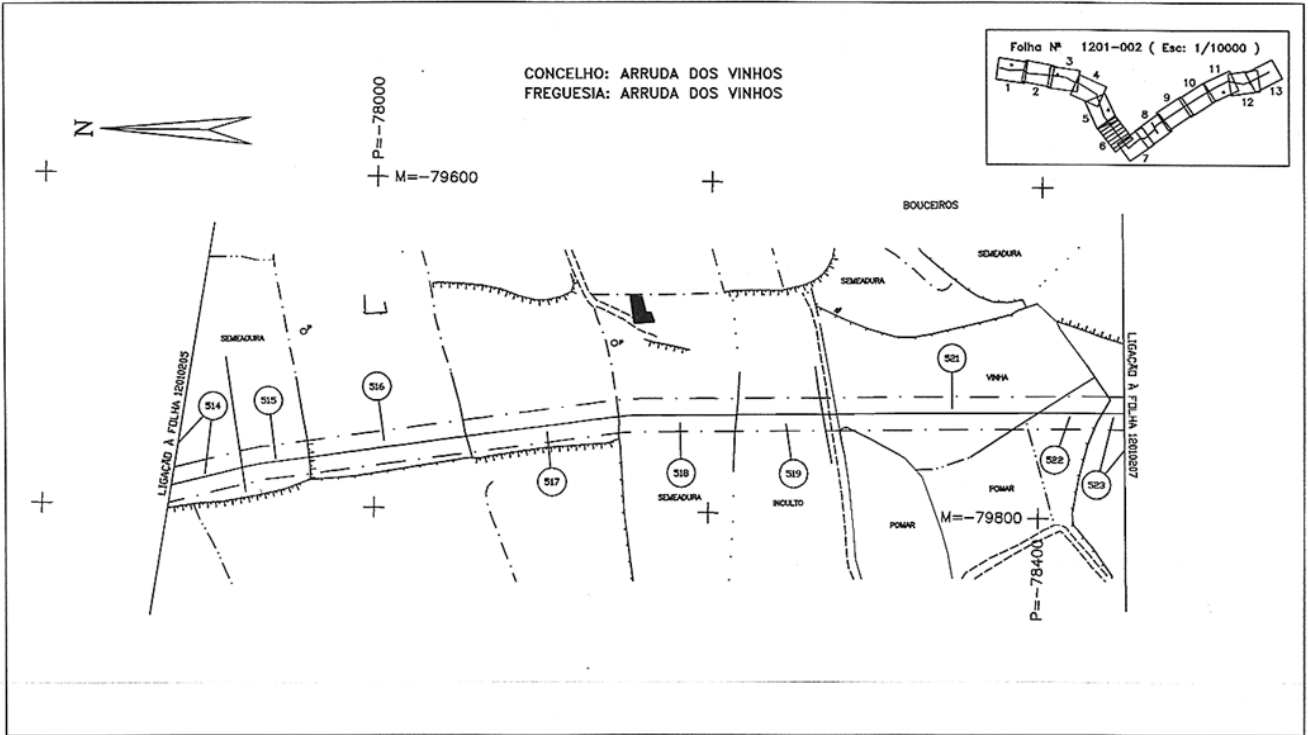 CONCELHO: ARRUDA DOS VINHOS
FREGUESIA: ARRUDA DOS VINHOS
Folha Nº 1201-002 ( Esc: 1/10000 )
1
2
3
4
5
6
7
8
9
10
11
12
13
N
P=-78000
M=-79600
BOUCEIROS
SEMEADURA
SEMEADURA
SEMEADURA
LIGAÇÃO À FOLHA 12010205
514
515
516
517
518
SEMEADURA
519
INCULTO
521
VINHA
522
523
POMAR
POMAR
M=-79800
P=-78400
LIGAÇÃO À FOLHA 12010207